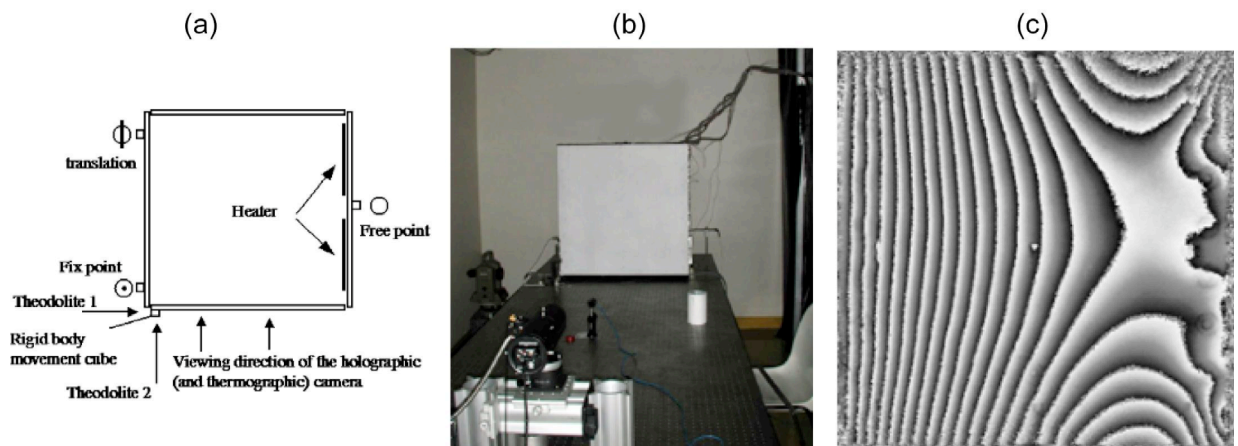 (a)
(b)
(c)
translation
Heater
Free point
Fix point
Theodolite 1
Rigid body
movement cube
Theodolite 2
Viewing direction of the holographic
(and thermographic) camera